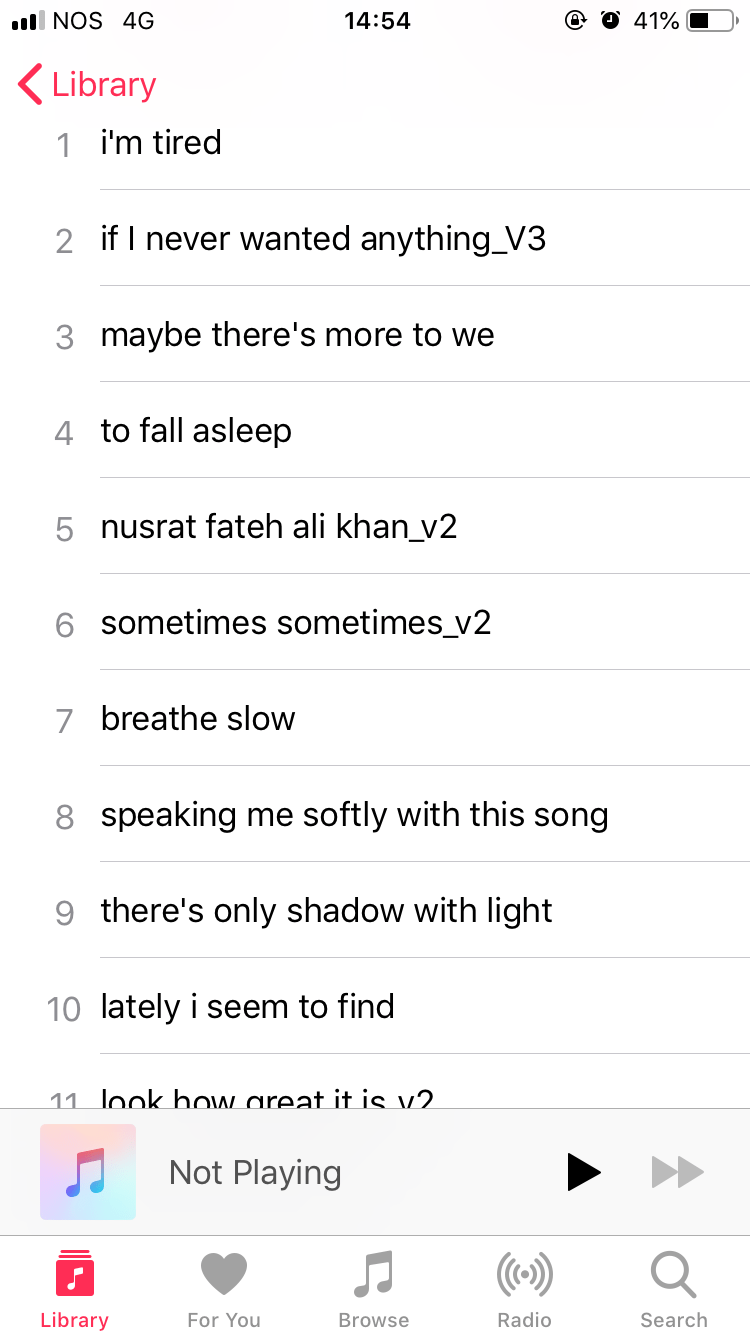 NOS 4G 14:54 41%
Library
1 i'm tired
2 if I never wanted anything_V3
3 maybe there's more to we
4 to fall asleep
5 nusrat fateh ali khan_v2
6 sometimes sometimes_v2
7 breathe slow
8 speaking me softly with this song
9 there's only shadow with light
10 lately i seem to find
11 look how great it is_v2
Not Playing
Library For You Browse Radio Search